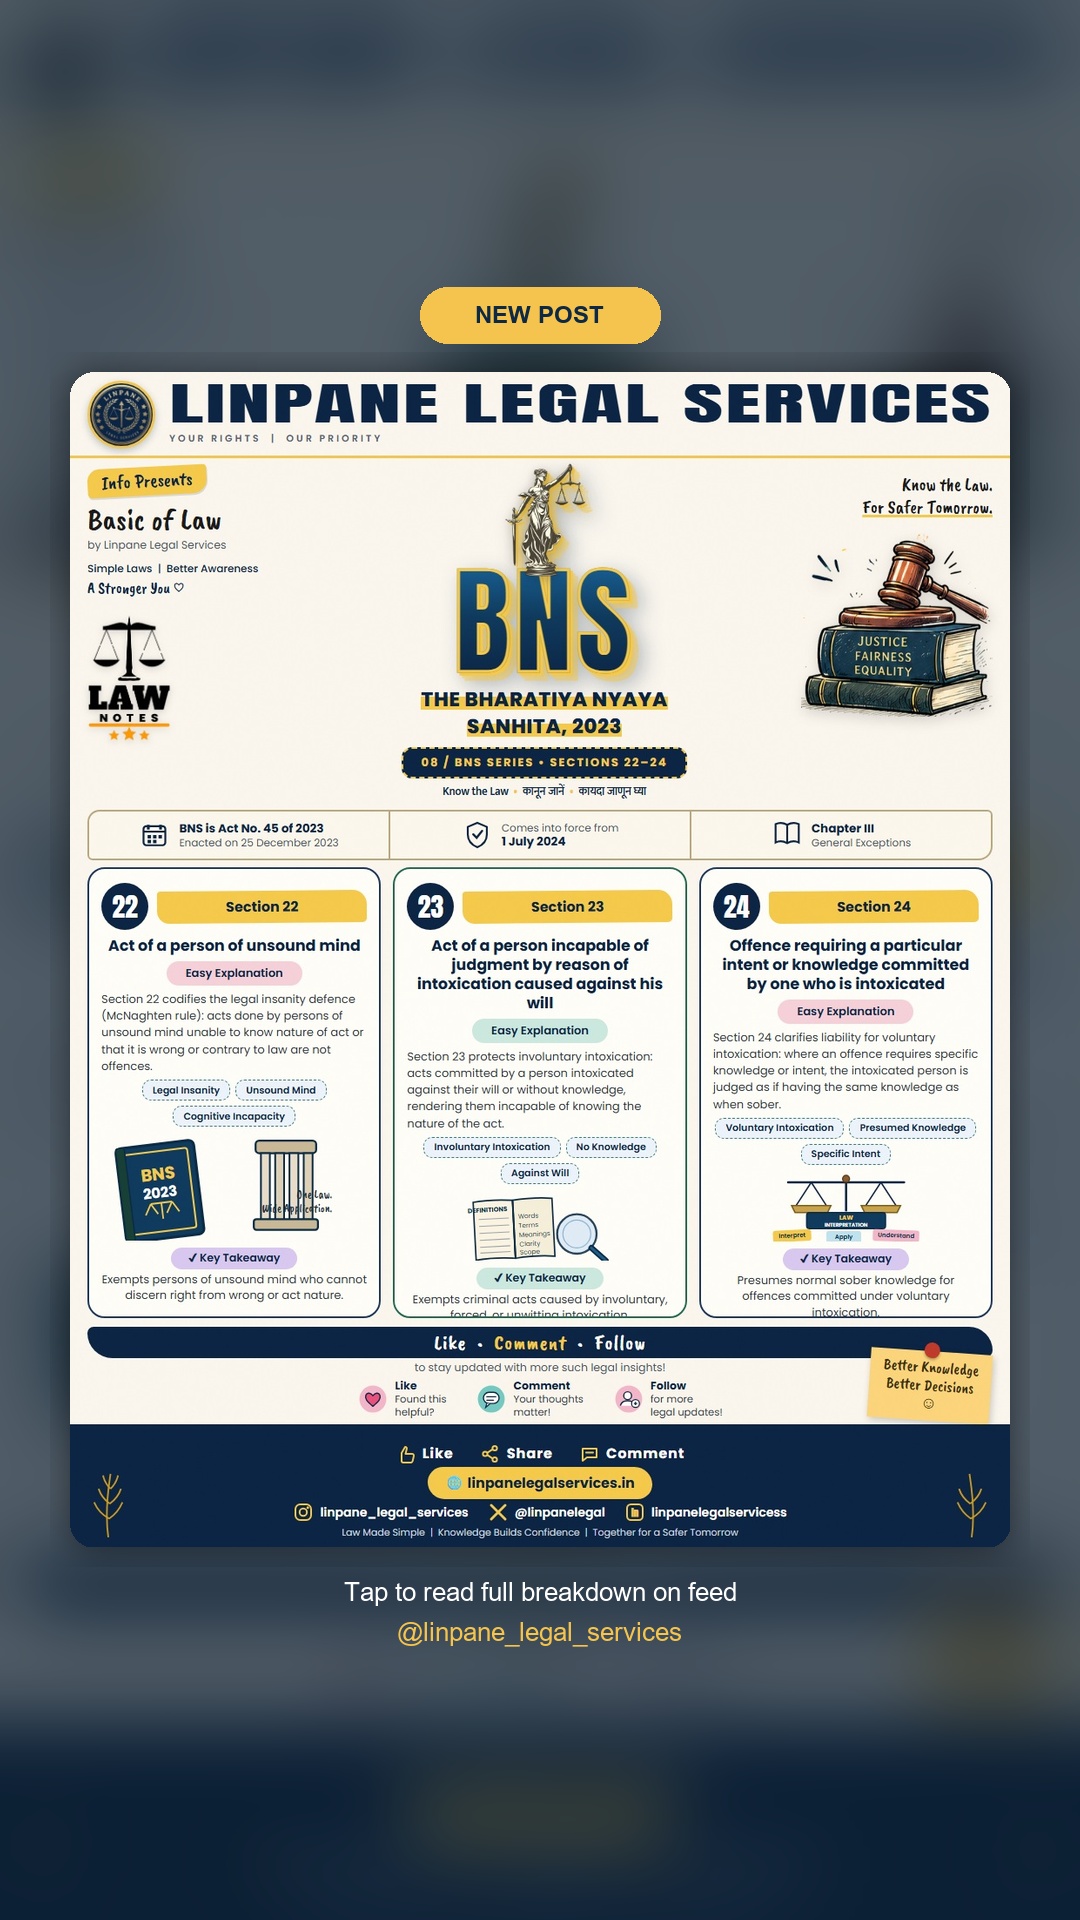 NEW POST
LINPANE LEGAL SERVICES
YOUR RIGHTS | OUR PRIORITY
LINPANE
Info Presents
Basic of Law
by Linpane Legal Services
Simple Laws | Better Awareness
A Stronger You ♡
LAW
NOTES
BNS
THE BHARATIYA NYAYA
SANHITA, 2023
08 / BNS SERIES • SECTIONS 22–24
Know the Law • कानून जानें • कायदा जाणून घ्या
Know the Law.
For Safer Tomorrow.
JUSTICE
FAIRNESS
EQUALITY
BNS is Act No. 45 of 2023
Enacted on 25 December 2023
Comes into force from
1 July 2024
Chapter III
General Exceptions
22
Section 22
Act of a person of unsound mind
Easy Explanation
Section 22 codifies the legal insanity defence
(McNaghten rule): acts done by persons of
unsound mind unable to know nature of act or
that it is wrong or contrary to law are not
offences.
Legal Insanity
Unsound Mind
Cognitive Incapacity
BNS
2023
One Law.
Wide Application.
✓ Key Takeaway
Exempts persons of unsound mind who cannot
discern right from wrong or act nature.
23
Section 23
Act of a person incapable of
judgment by reason of
intoxication caused against his
will
Easy Explanation
Section 23 protects involuntary intoxication:
acts committed by a person intoxicated
against their will or without knowledge,
rendering them incapable of knowing the
nature of the act.
Involuntary Intoxication
No Knowledge
Against Will
DEFINITIONS
Words
Terms
Meanings
Clarity
Scope
✓ Key Takeaway
Exempts criminal acts caused by involuntary,
forced, or unwitting intoxication.
24
Section 24
Offence requiring a particular
intent or knowledge committed
by one who is intoxicated
Easy Explanation
Section 24 clarifies liability for voluntary
intoxication: where an offence requires specific
knowledge or intent, the intoxicated person is
judged as if having the same knowledge as
when sober.
Voluntary Intoxication
Presumed Knowledge
Specific Intent
LAW
INTERPRETATION
Interpret
Apply
Understand
✓ Key Takeaway
Presumes normal sober knowledge for
offences committed under voluntary
intoxication.
Like • Comment • Follow
to stay updated with more such legal insights!
Like
Found this
helpful?
Comment
Your thoughts
matter!
Follow
for more
legal updates!
Better Knowledge
Better Decisions
☺
Like
Share
Comment
linpanelegalservices.in
linpane_legal_services
@linpanelegal
linpanelegalservicess
Law Made Simple | Knowledge Builds Confidence | Together for a Safer Tomorrow
Tap to read full breakdown on feed
@linpane_legal_services